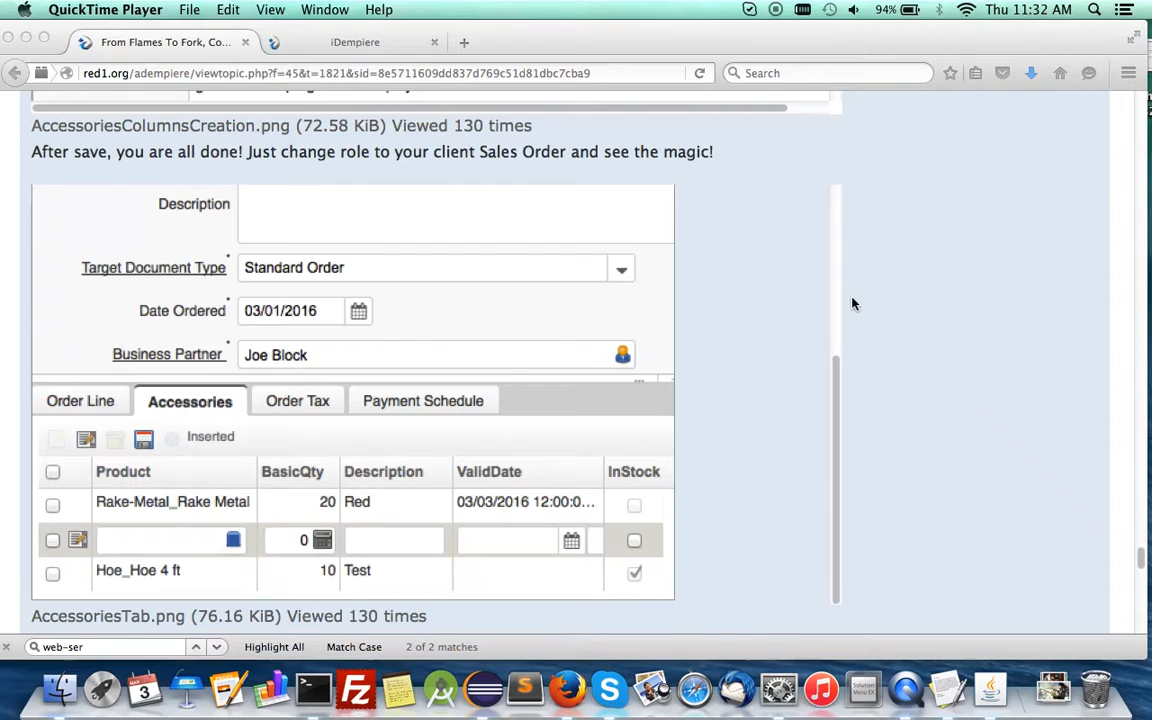 QuickTime Player File Edit View Window Help 94% Thu 11:32 AM
From Flames To Fork, Co... iDempiere
red1.org/adempiere/viewtopic.php?f=45&t=1821&sid=8e5711609dd837d769c51d81dbc7cba9 Search
AccessoriesColumnsCreation.png (72.58 KiB) Viewed 130 times
After save, you are all done! Just change role to your client Sales Order and see the magic!
Description
Target Document Type * Standard Order
Date Ordered * 03/01/2016
Business Partner * Joe Block
Order Line Accessories Order Tax Payment Schedule
Inserted
Product BasicQty Description ValidDate InStock
Rake-Metal_Rake Metal 20 Red 03/03/2016 12:00:0...
0
Hoe_Hoe 4 ft 10 Test
AccessoriesTab.png (76.16 KiB) Viewed 130 times
web-ser Highlight All Match Case 2 of 2 matches